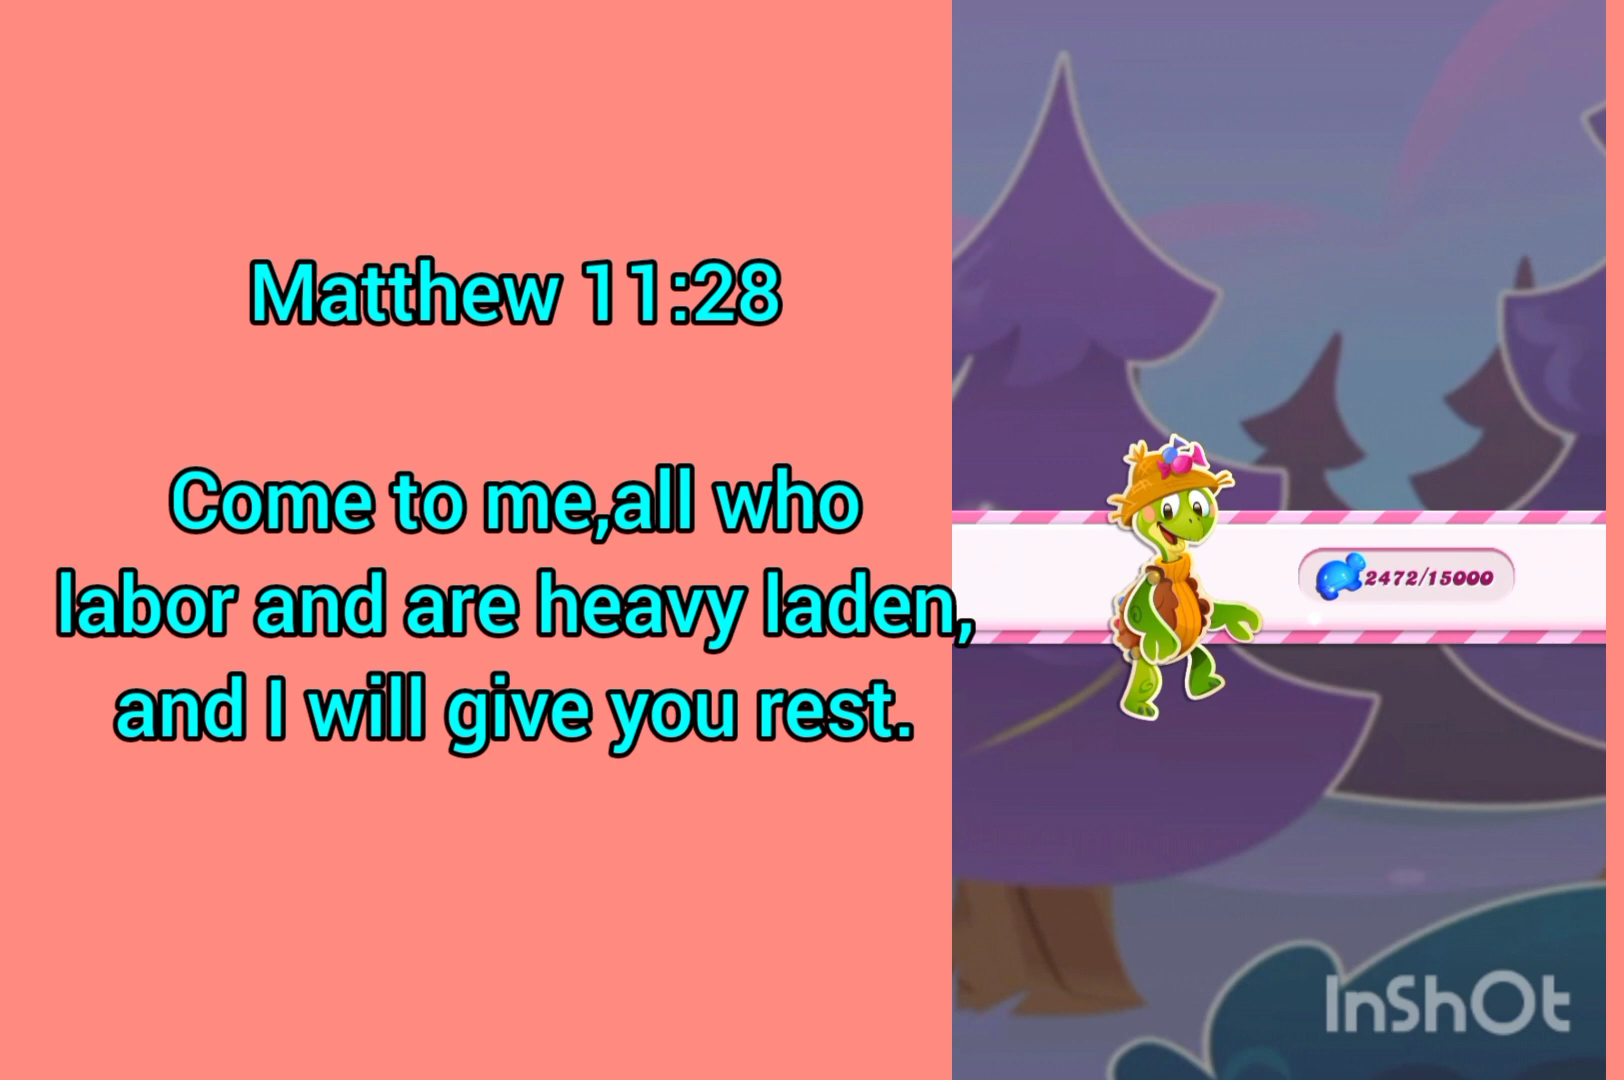 Matthew 11:28
Come to me,all who
labor and are heavy laden,
and I will give you rest.
2472/15000
InShOt